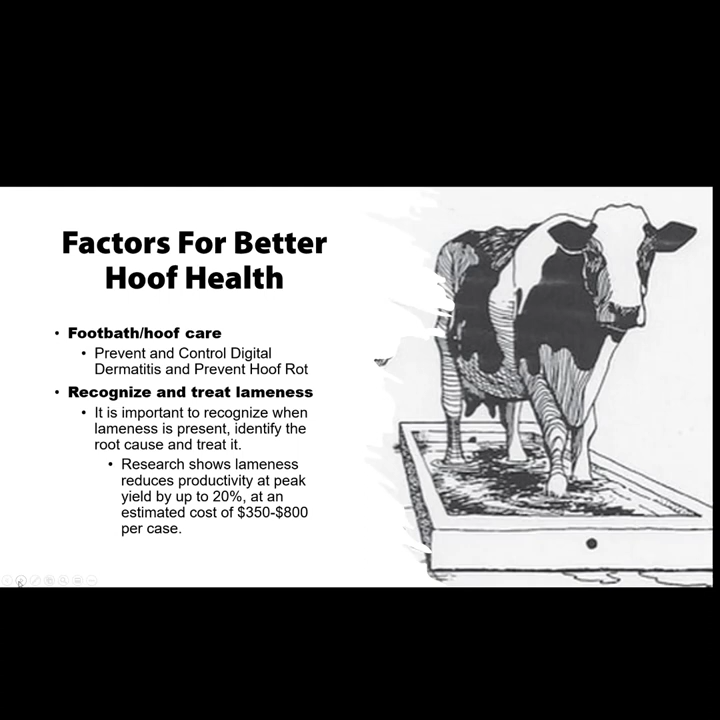 Factors For Better
Hoof Health
• Footbath/hoof care
• Prevent and Control Digital
Dermatitis and Prevent Hoof Rot
• Recognize and treat lameness
• It is important to recognize when
lameness is present, identify the
root cause and treat it.
• Research shows lameness
reduces productivity at peak
yield by up to 20%, at an
estimated cost of $350-$800
per case.